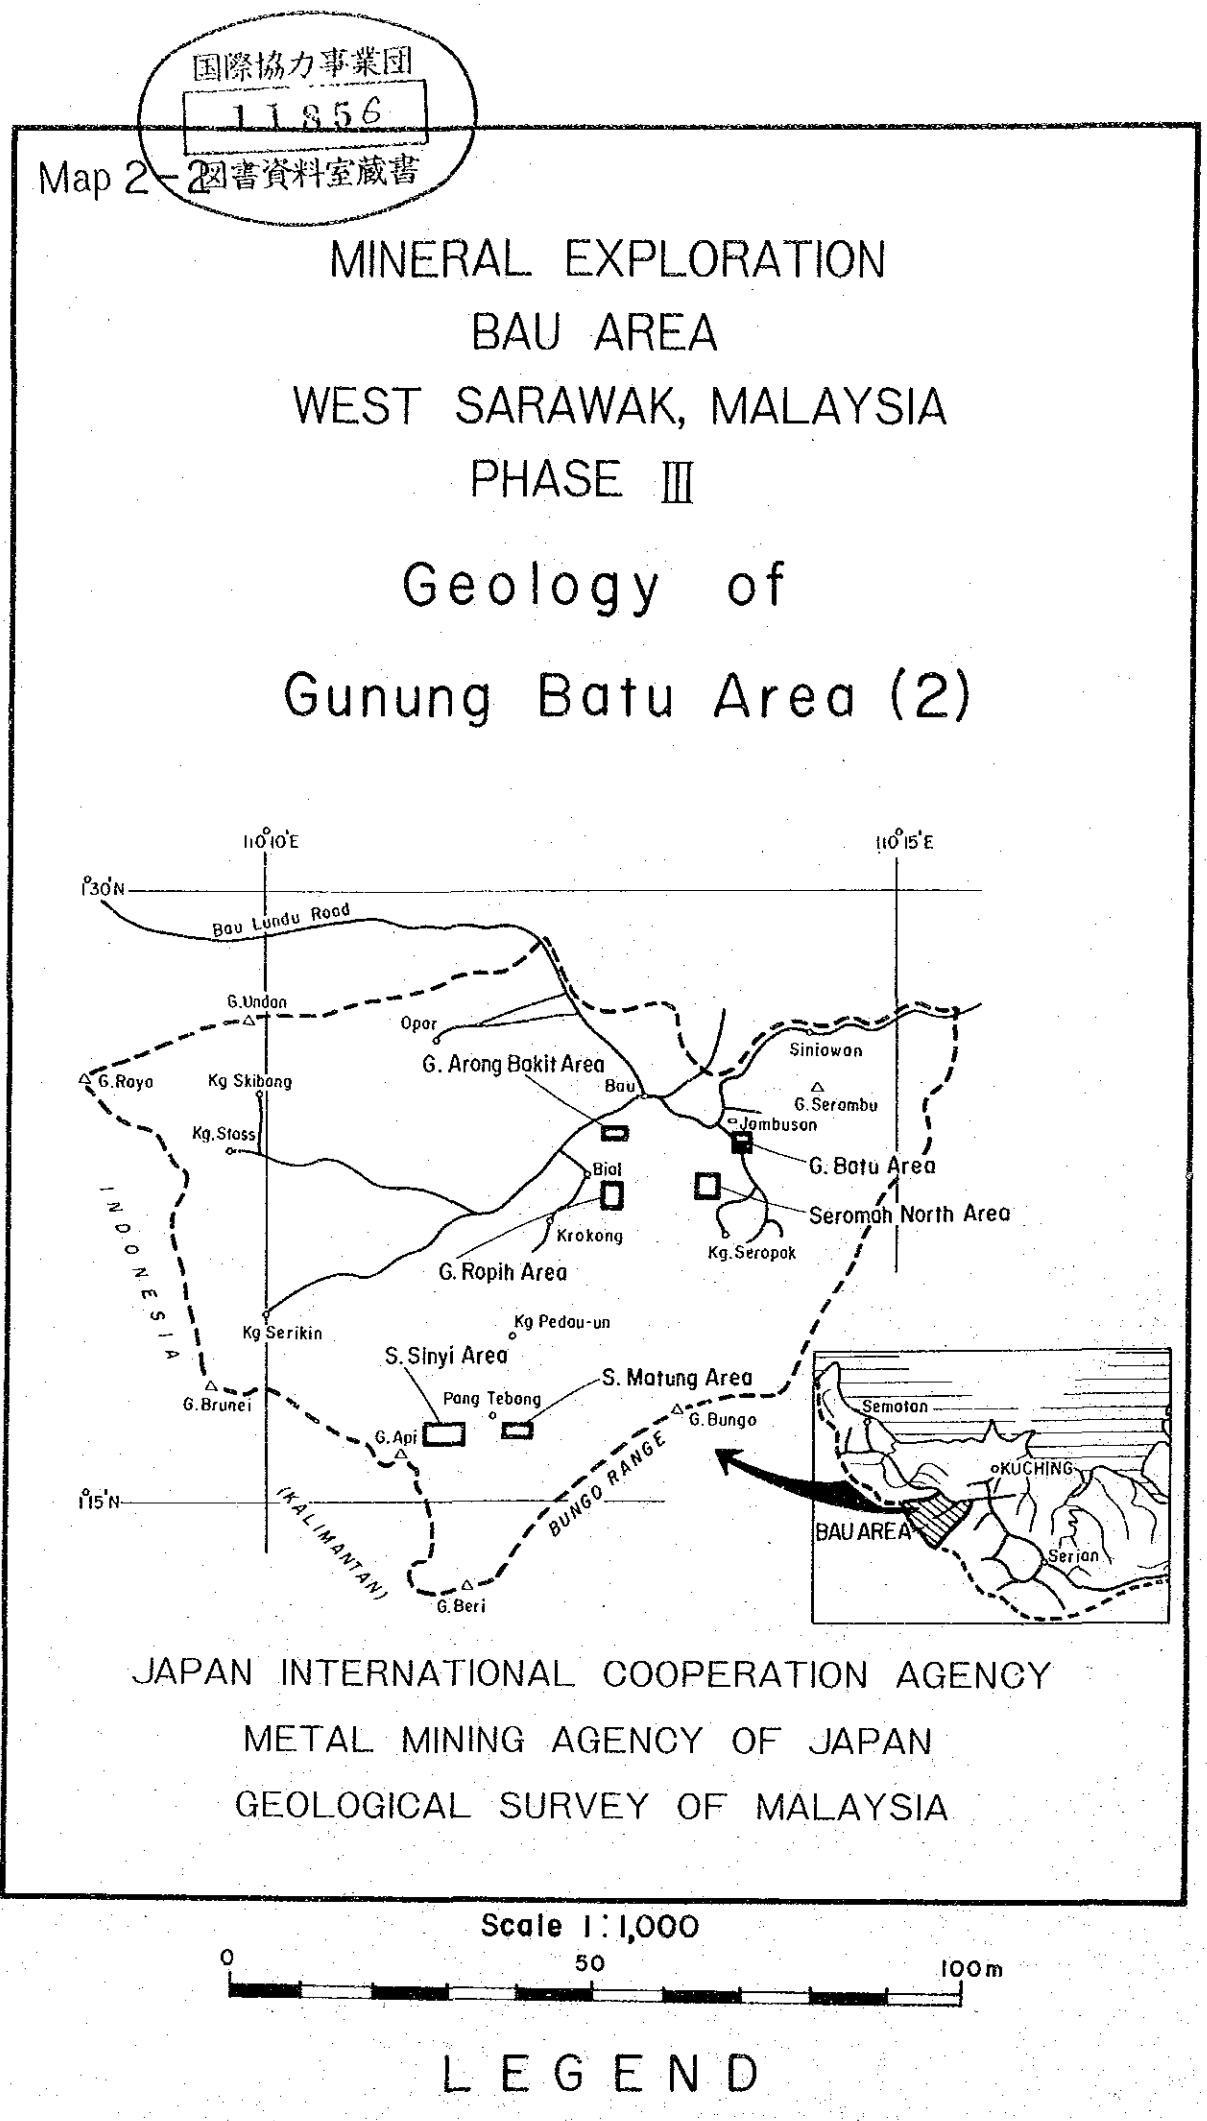 国際協力事業団
11856
図書資料室蔵書
Map 2-2
MINERAL EXPLORATION
BAU AREA
WEST SARAWAK, MALAYSIA
PHASE III
Geology of
Gunung Batu Area (2)
110°10'E
110°15'E
1°30'N
Bau Lundu Road
G.Undan
Opar
Siniawan
G. Arong Bakit Area
G.Raya
Kg Skibang
Bau
G.Serambu
Jambusan
Kg.Stass
G. Batu Area
Bial
INDONESIA
Seromah North Area
Krokong
Kg.Seropak
G.Ropih Area
Kg Pedau-un
Kg Serikin
S.Sinyi Area
S.Matung Area
G.Brunei
Pang Tebang
G.Bungo
Sematan
G.Api
BUNGO RANGE
KUCHING
1°15'N
(KALIMANTAN)
BAU AREA
Serian
G.Beri
JAPAN INTERNATIONAL COOPERATION AGENCY
METAL MINING AGENCY OF JAPAN
GEOLOGICAL SURVEY OF MALAYSIA
Scale 1:1,000
0 50 100m
LEGEND